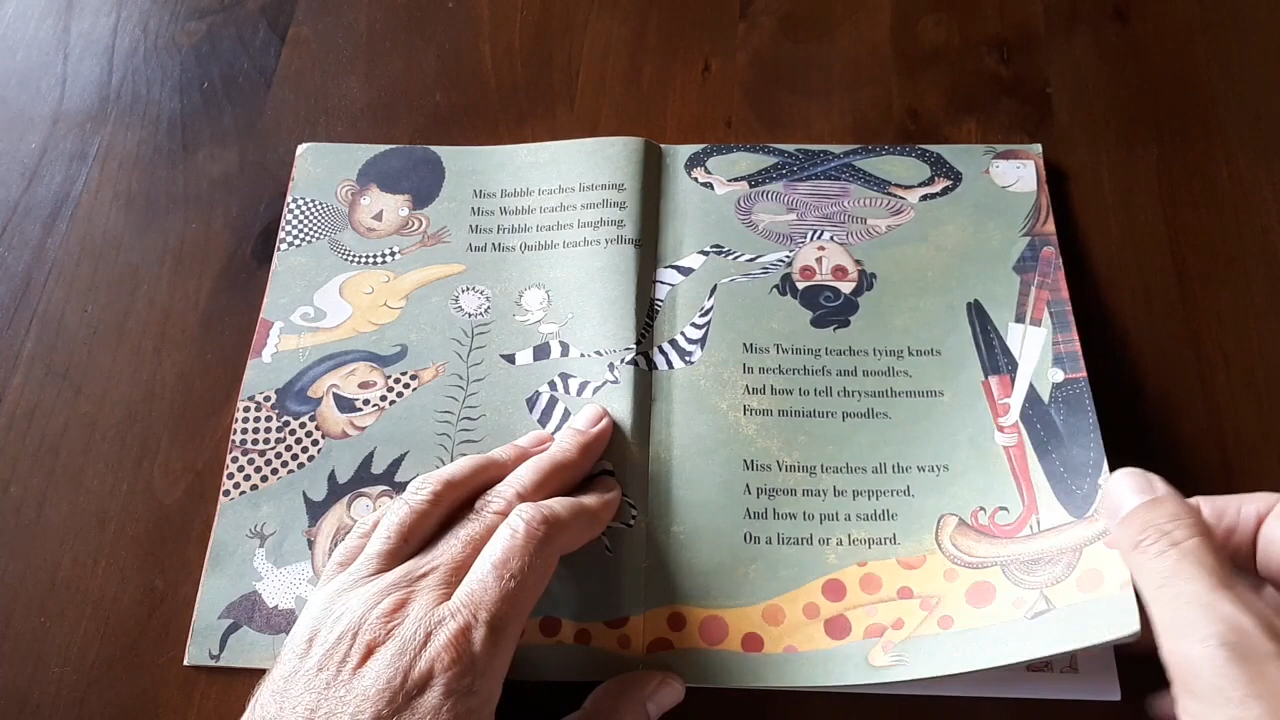 Miss Bobble teaches listening,
Miss Wobble teaches smelling.
Miss Fribble teaches laughing,
And Miss Quibble teaches yelling.
Miss Twining teaches tying knots
In neckerchiefs and noodles,
And how to tell chrysanthemums
From miniature poodles.
Miss Vining teaches all the ways
A pigeon may be peppered,
And how to put a saddle
On a lizard or a leopard.